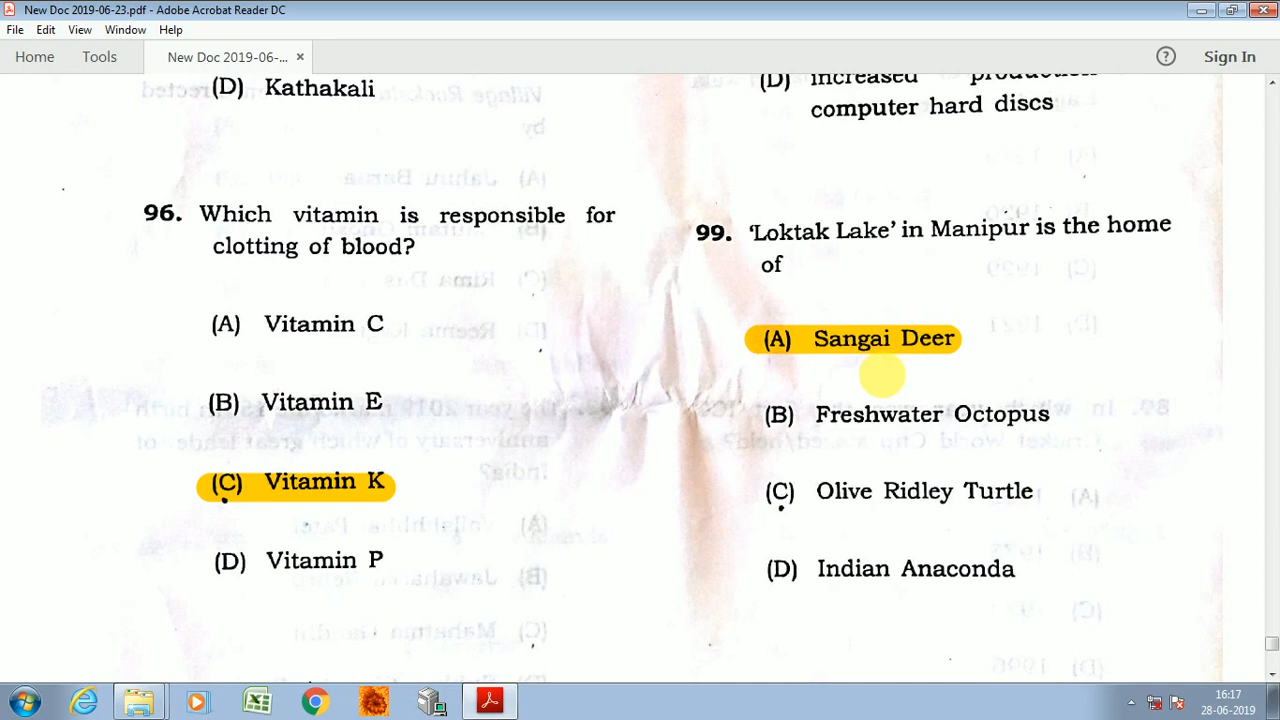 New Doc 2019-06-23.pdf - Adobe Acrobat Reader DC
File Edit View Window Help
Home Tools New Doc 2019-06-... × ? Sign In
(D) Kathakali
96. Which vitamin is responsible for
clotting of blood?
(A) Vitamin C
(B) Vitamin E
(C) Vitamin K
(D) Vitamin P
(D) increased production
computer hard discs
99. ‘Loktak Lake’ in Manipur is the home
of
(A) Sangai Deer
(B) Freshwater Octopus
(C) Olive Ridley Turtle
(D) Indian Anaconda
16:17
28-06-2019